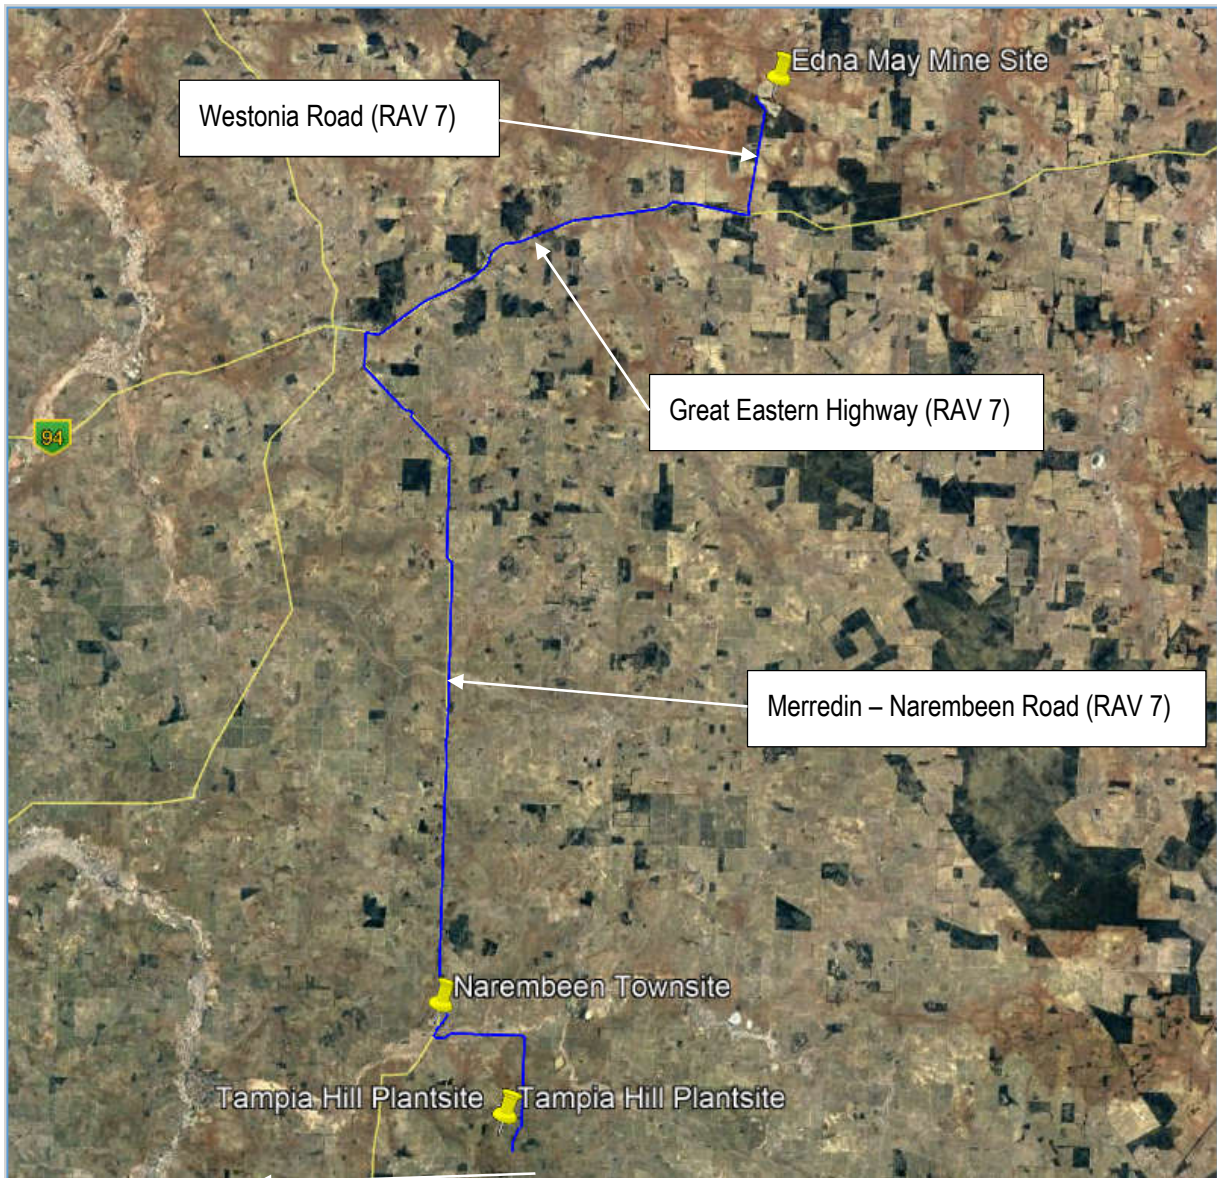 Edna May Mine Site
Westonia Road (RAV 7)
Great Eastern Highway (RAV 7)
94
Merredin – Narembeen Road (RAV 7)
Narembeen Townsite
Tampia Hill Plantsite
Tampia Hill Plantsite